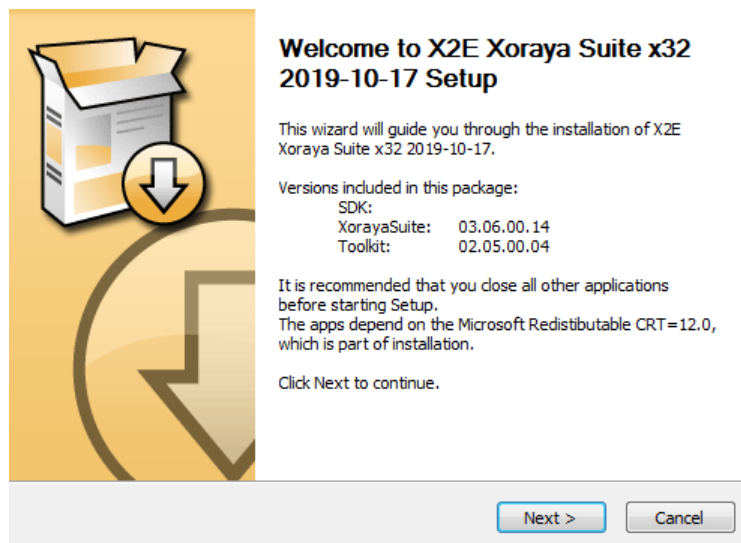 Welcome to X2E Xoraya Suite x32
2019-10-17 Setup
This wizard will guide you through the installation of X2E
Xoraya Suite x32 2019-10-17.
Versions included in this package:
SDK:
XorayaSuite: 03.06.00.14
Toolkit: 02.05.00.04
It is recommended that you close all other applications
before starting Setup.
The apps depend on the Microsoft Redistibutable CRT=12.0,
which is part of installation.
Click Next to continue.
Next >
Cancel